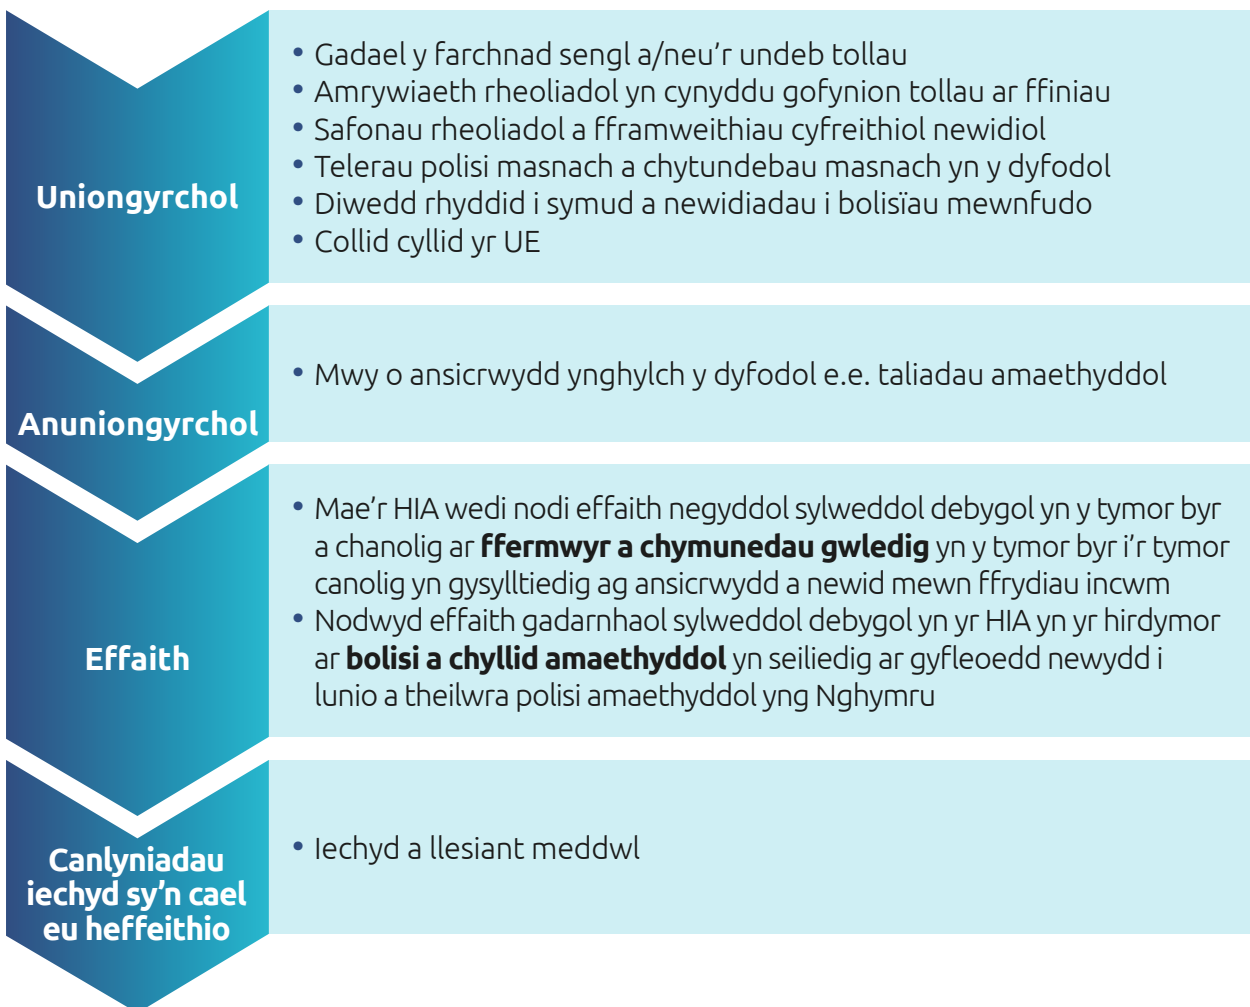 Uniongyrchol
• Gadael y farchnad sengl a/neu’r undeb tollau
• Amrywiaeth rheoliadol yn cynyddu gofynion tollau ar ffiniau
• Safonau rheoliadol a fframweithiau cyfreithiol newidiol
• Telerau polisi masnach a chytundebau masnach yn y dyfodol
• Diwedd rhyddid i symud a newidiadau i bolisïau mewnfudo
• Collid cyllid yr UE
Anuniongyrchol
• Mwy o ansicrwydd ynghylch y dyfodol e.e. taliadau amaethyddol
Effaith
• Mae’r HIA wedi nodi effaith negyddol sylweddol debygol yn y tymor byr
a chanolig ar ffermwyr a chymunedau gwledig yn y tymor byr i’r tymor
canolig yn gysylltiedig ag ansicrwydd a newid mewn ffrydiau incwm
• Nodwyd effaith gadarnhaol sylweddol debygol yn yr HIA yn yr hirdymor
ar bolisi a chyllid amaethyddol yn seiliedig ar gyfleoedd newydd i
lunio a theilwra polisi amaethyddol yng Nghymru
Canlyniadau
iechyd sy’n cael
eu heffeithio
• Iechyd a llesiant meddwl